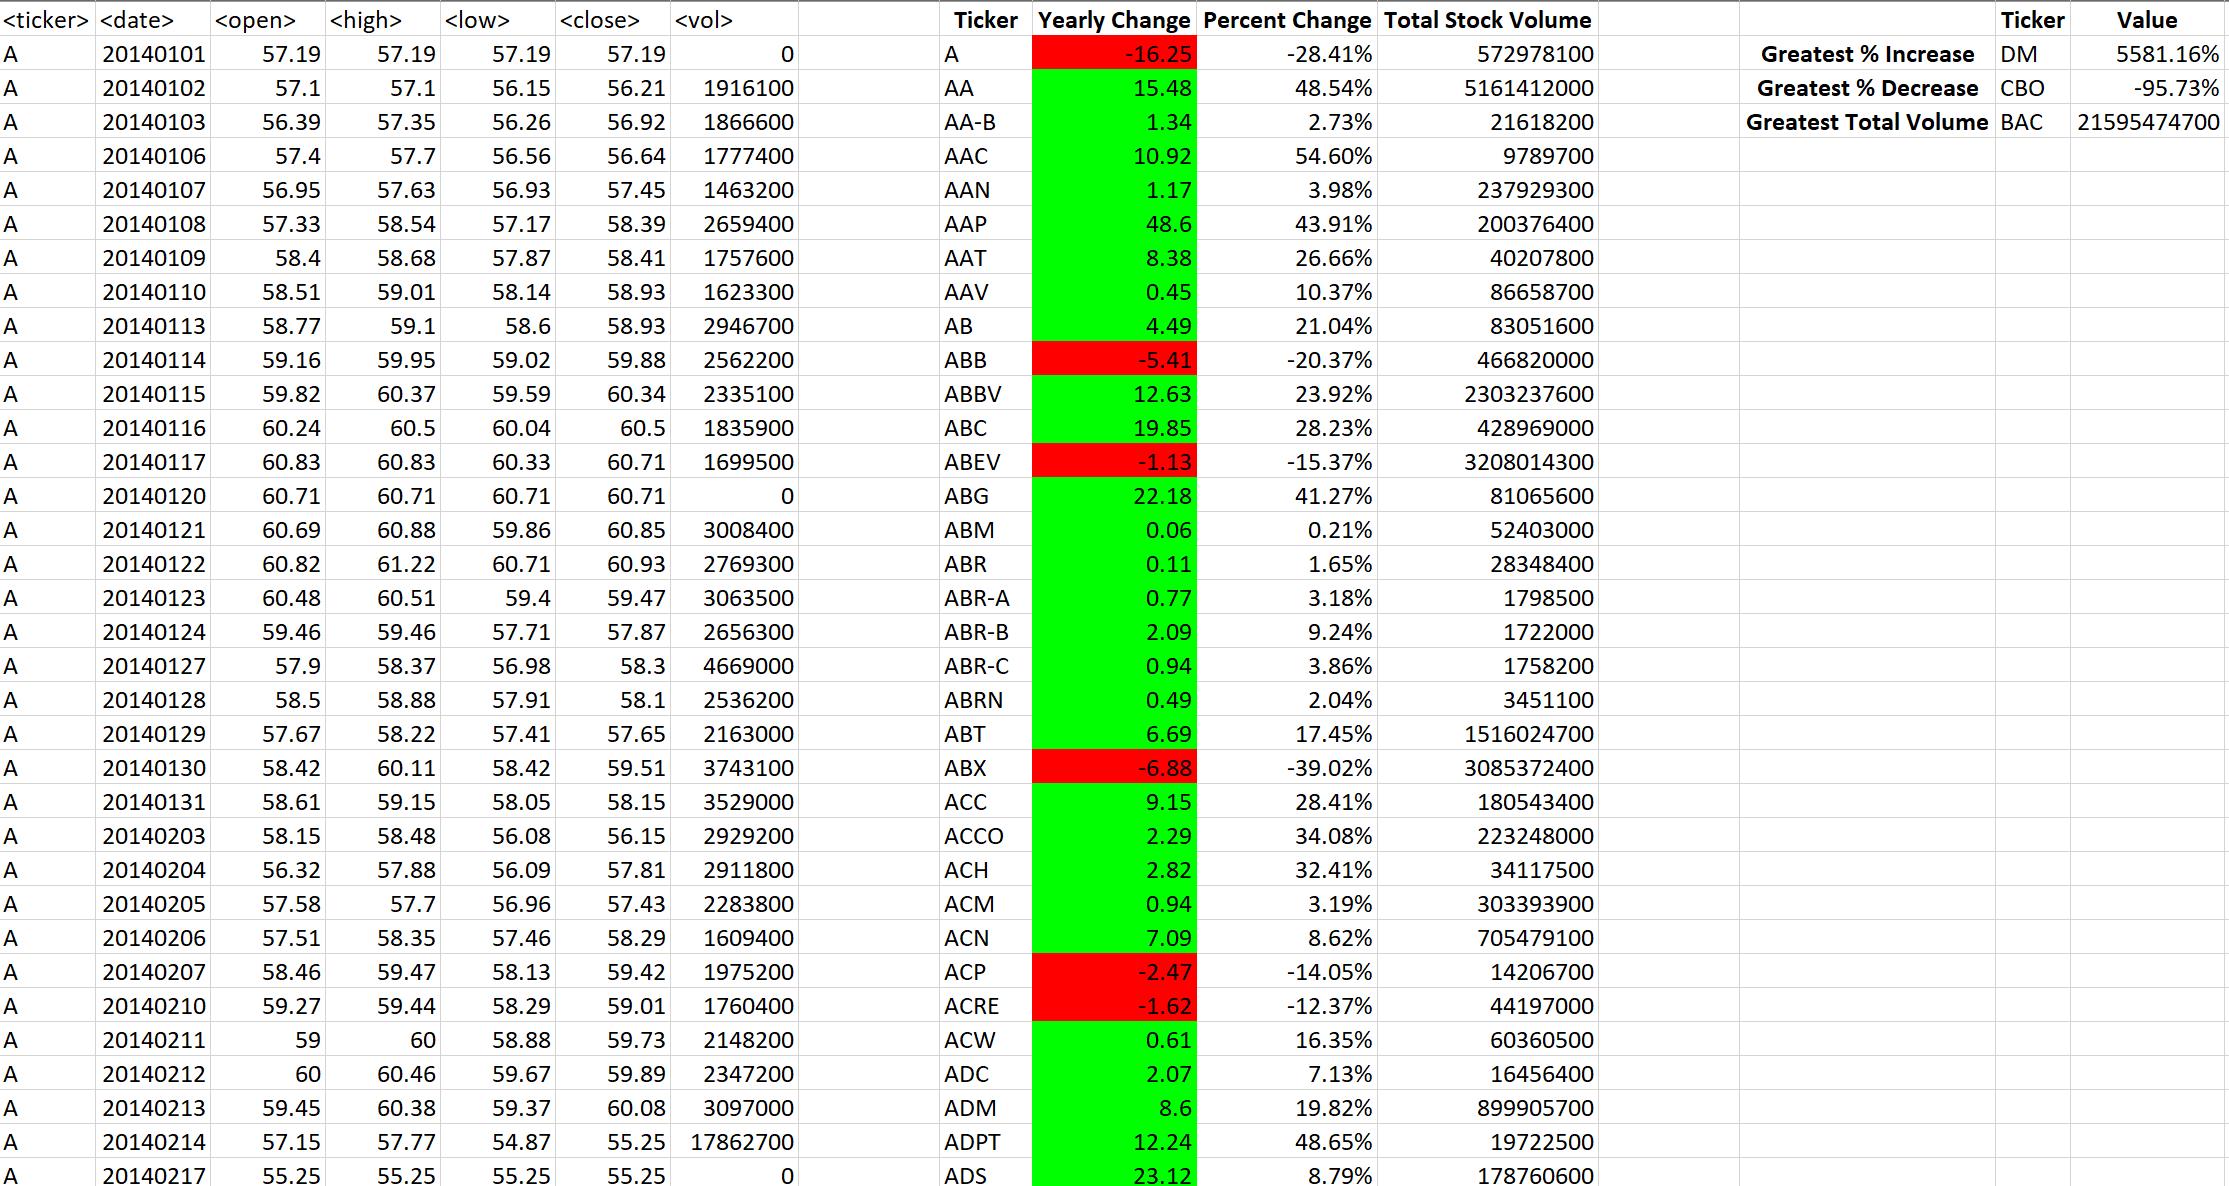 <ticker> <date> <open> <high> <low> <close> <vol> Ticker Yearly Change Percent Change Total Stock Volume Ticker Value
A 20140101 57.19 57.19 57.19 57.19 0 A -16.25 -28.41% 572978100 Greatest % Increase DM 5581.16%
A 20140102 57.1 57.1 56.15 56.21 1916100 AA 15.48 48.54% 5161412000 Greatest % Decrease CBO -95.73%
A 20140103 56.39 57.35 56.26 56.92 1866600 AA-B 1.34 2.73% 21618200 Greatest Total Volume BAC 21595474700
A 20140106 57.4 57.7 56.56 56.64 1777400 AAC 10.92 54.60% 9789700
A 20140107 56.95 57.63 56.93 57.45 1463200 AAN 1.17 3.98% 237929300
A 20140108 57.33 58.54 57.17 58.39 2659400 AAP 48.6 43.91% 200376400
A 20140109 58.4 58.68 57.87 58.41 1757600 AAT 8.38 26.66% 40207800
A 20140110 58.51 59.01 58.14 58.93 1623300 AAV 0.45 10.37% 86658700
A 20140113 58.77 59.1 58.6 58.93 2946700 AB 4.49 21.04% 83051600
A 20140114 59.16 59.95 59.02 59.88 2562200 ABB -5.41 -20.37% 466820000
A 20140115 59.82 60.37 59.59 60.34 2335100 ABBV 12.63 23.92% 2303237600
A 20140116 60.24 60.5 60.04 60.5 1835900 ABC 19.85 28.23% 428969000
A 20140117 60.83 60.83 60.33 60.71 1699500 ABEV -1.13 -15.37% 3208014300
A 20140120 60.71 60.71 60.71 60.71 0 ABG 22.18 41.27% 81065600
A 20140121 60.69 60.88 59.86 60.85 3008400 ABM 0.06 0.21% 52403000
A 20140122 60.82 61.22 60.71 60.93 2769300 ABR 0.11 1.65% 28348400
A 20140123 60.48 60.51 59.4 59.47 3063500 ABR-A 0.77 3.18% 1798500
A 20140124 59.46 59.46 57.71 57.87 2656300 ABR-B 2.09 9.24% 1722000
A 20140127 57.9 58.37 56.98 58.3 4669000 ABR-C 0.94 3.86% 1758200
A 20140128 58.5 58.88 57.91 58.1 2536200 ABRN 0.49 2.04% 3451100
A 20140129 57.67 58.22 57.41 57.65 2163000 ABT 6.69 17.45% 1516024700
A 20140130 58.42 60.11 58.42 59.51 3743100 ABX -6.88 -39.02% 3085372400
A 20140131 58.61 59.15 58.05 58.15 3529000 ACC 9.15 28.41% 180543400
A 20140203 58.15 58.48 56.08 56.15 2929200 ACCO 2.29 34.08% 223248000
A 20140204 56.32 57.88 56.09 57.81 2911800 ACH 2.82 32.41% 34117500
A 20140205 57.58 57.7 56.96 57.43 2283800 ACM 0.94 3.19% 303393900
A 20140206 57.51 58.35 57.46 58.29 1609400 ACN 7.09 8.62% 705479100
A 20140207 58.46 59.47 58.13 59.42 1975200 ACP -2.47 -14.05% 14206700
A 20140210 59.27 59.44 58.29 59.01 1760400 ACRE -1.62 -12.37% 44197000
A 20140211 59 60 58.88 59.73 2148200 ACW 0.61 16.35% 60360500
A 20140212 60 60.46 59.67 59.89 2347200 ADC 2.07 7.13% 16456400
A 20140213 59.45 60.38 59.37 60.08 3097000 ADM 8.6 19.82% 899905700
A 20140214 57.15 57.77 54.87 55.25 17862700 ADPT 12.24 48.65% 19722500
A 20140217 55.25 55.25 55.25 55.25 0 ADS 23.12 8.79% 178760600